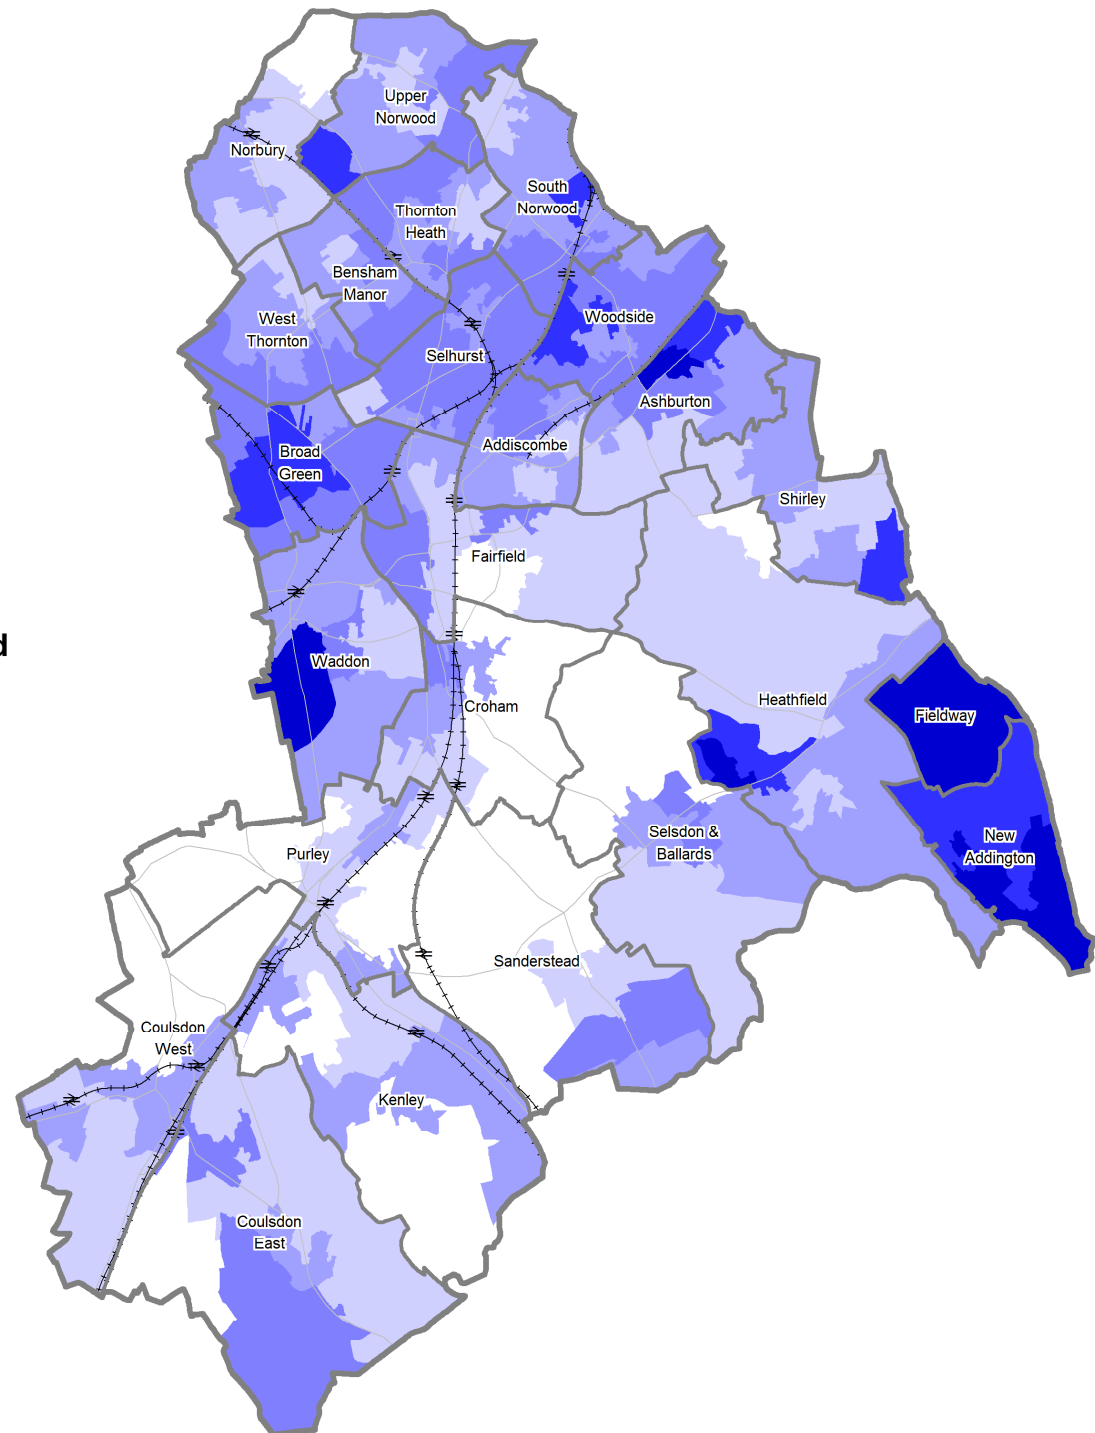 Upper
Norwood
Norbury
South
Norwood
Thornton
Heath
Bensham
Manor
West
Thornton
Woodside
Selhurst
Ashburton
Addiscombe
Broad
Green
Shirley
Fairfield
d
Waddon
Heathfield
Croham
Fieldway
Selsdon &
Ballards
New
Addington
Purley
Sanderstead
Coulsdon
West
Kenley
Coulsdon
East